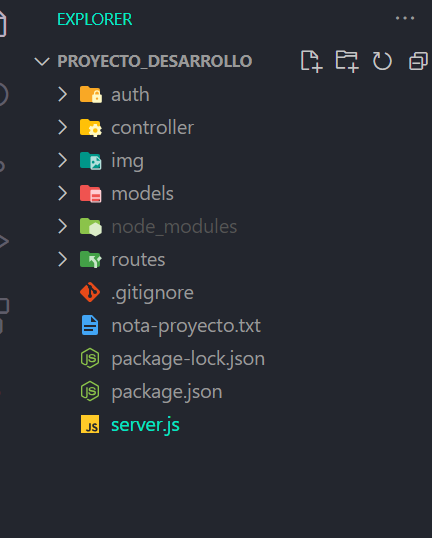 EXPLORER
PROYECTO_DESARROLLO
auth
controller
img
models
node_modules
routes
.gitignore
nota-proyecto.txt
package-lock.json
package.json
JS server.js